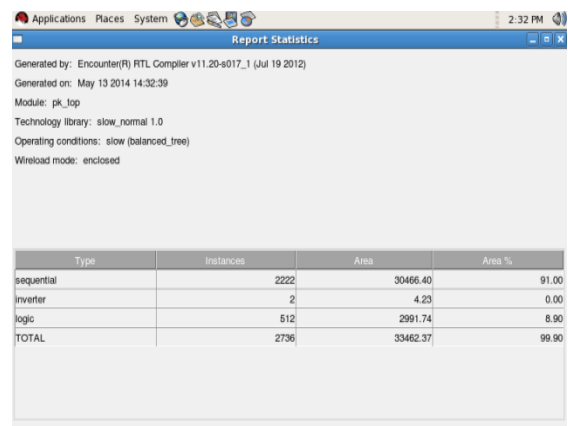 Applications Places System 2:32 PM
Report Statistics
Generated by: Encounter(R) RTL Compiler v11.20-s017_1 (Jul 19 2012)
Generated on: May 13 2014 14:32:39
Module: pk_top
Technology library: slow_normal 1.0
Operating conditions: slow (balanced_tree)
Wireload mode: enclosed
Type Instances Area Area %
sequential 2222 30466.40 91.00
inverter 2 4.23 0.00
logic 512 2991.74 8.90
TOTAL 2736 33462.37 99.90